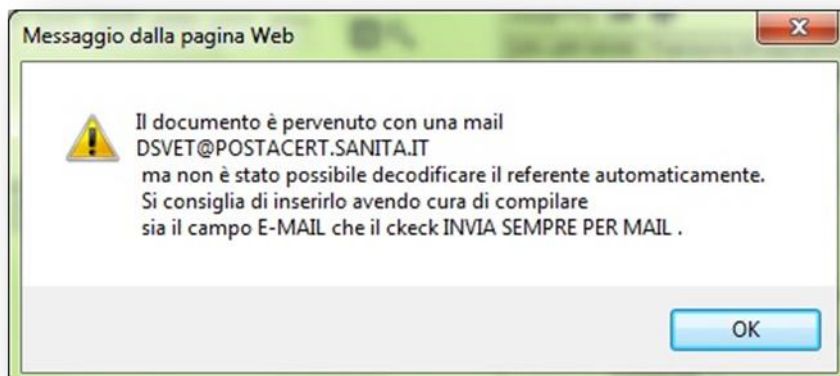 Messaggio dalla pagina Web
Il documento è pervenuto con una mail
DSVET@POSTACERT.SANITA.IT
ma non è stato possibile decodificare il referente automaticamente.
Si consiglia di inserirlo avendo cura di compilare
sia il campo E-MAIL che il ckeck INVIA SEMPRE PER MAIL .
OK